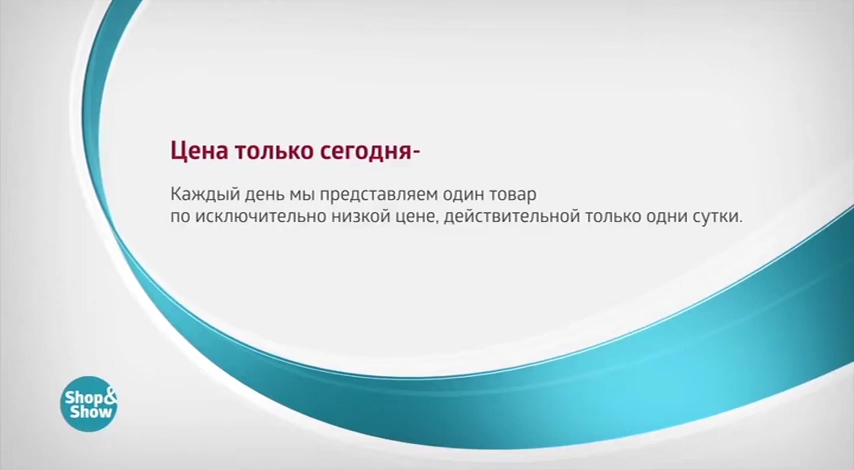 Цена только сегодня-
Каждый день мы представляем один товар
по исключительно низкой цене, действительной только одни сутки.
Shop&
Show